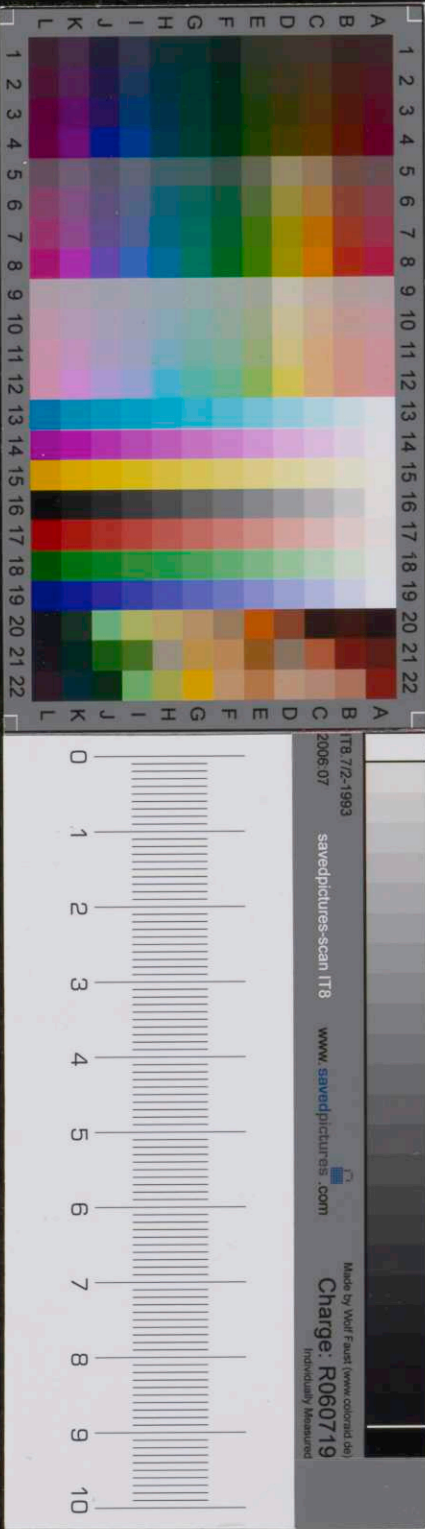 L K J I H G F E D C B A
1 2 3 4 5 6 7 8 9 10 11 12 13 14 15 16 17 18 19 20 21 22
1 2 3 4 5 6 7 8 9 10 11 12 13 14 15 16 17 18 19 20 21 22
L K J I H G F E D C B A
IT8.7/2-1993
2006:07
savedpictures-scan IT8
www.savedpictures.com
Made by Wolf Faust (www.coloraid.de)
Charge: R060719
Individually Measured
0 1 2 3 4 5 6 7 8 9 10